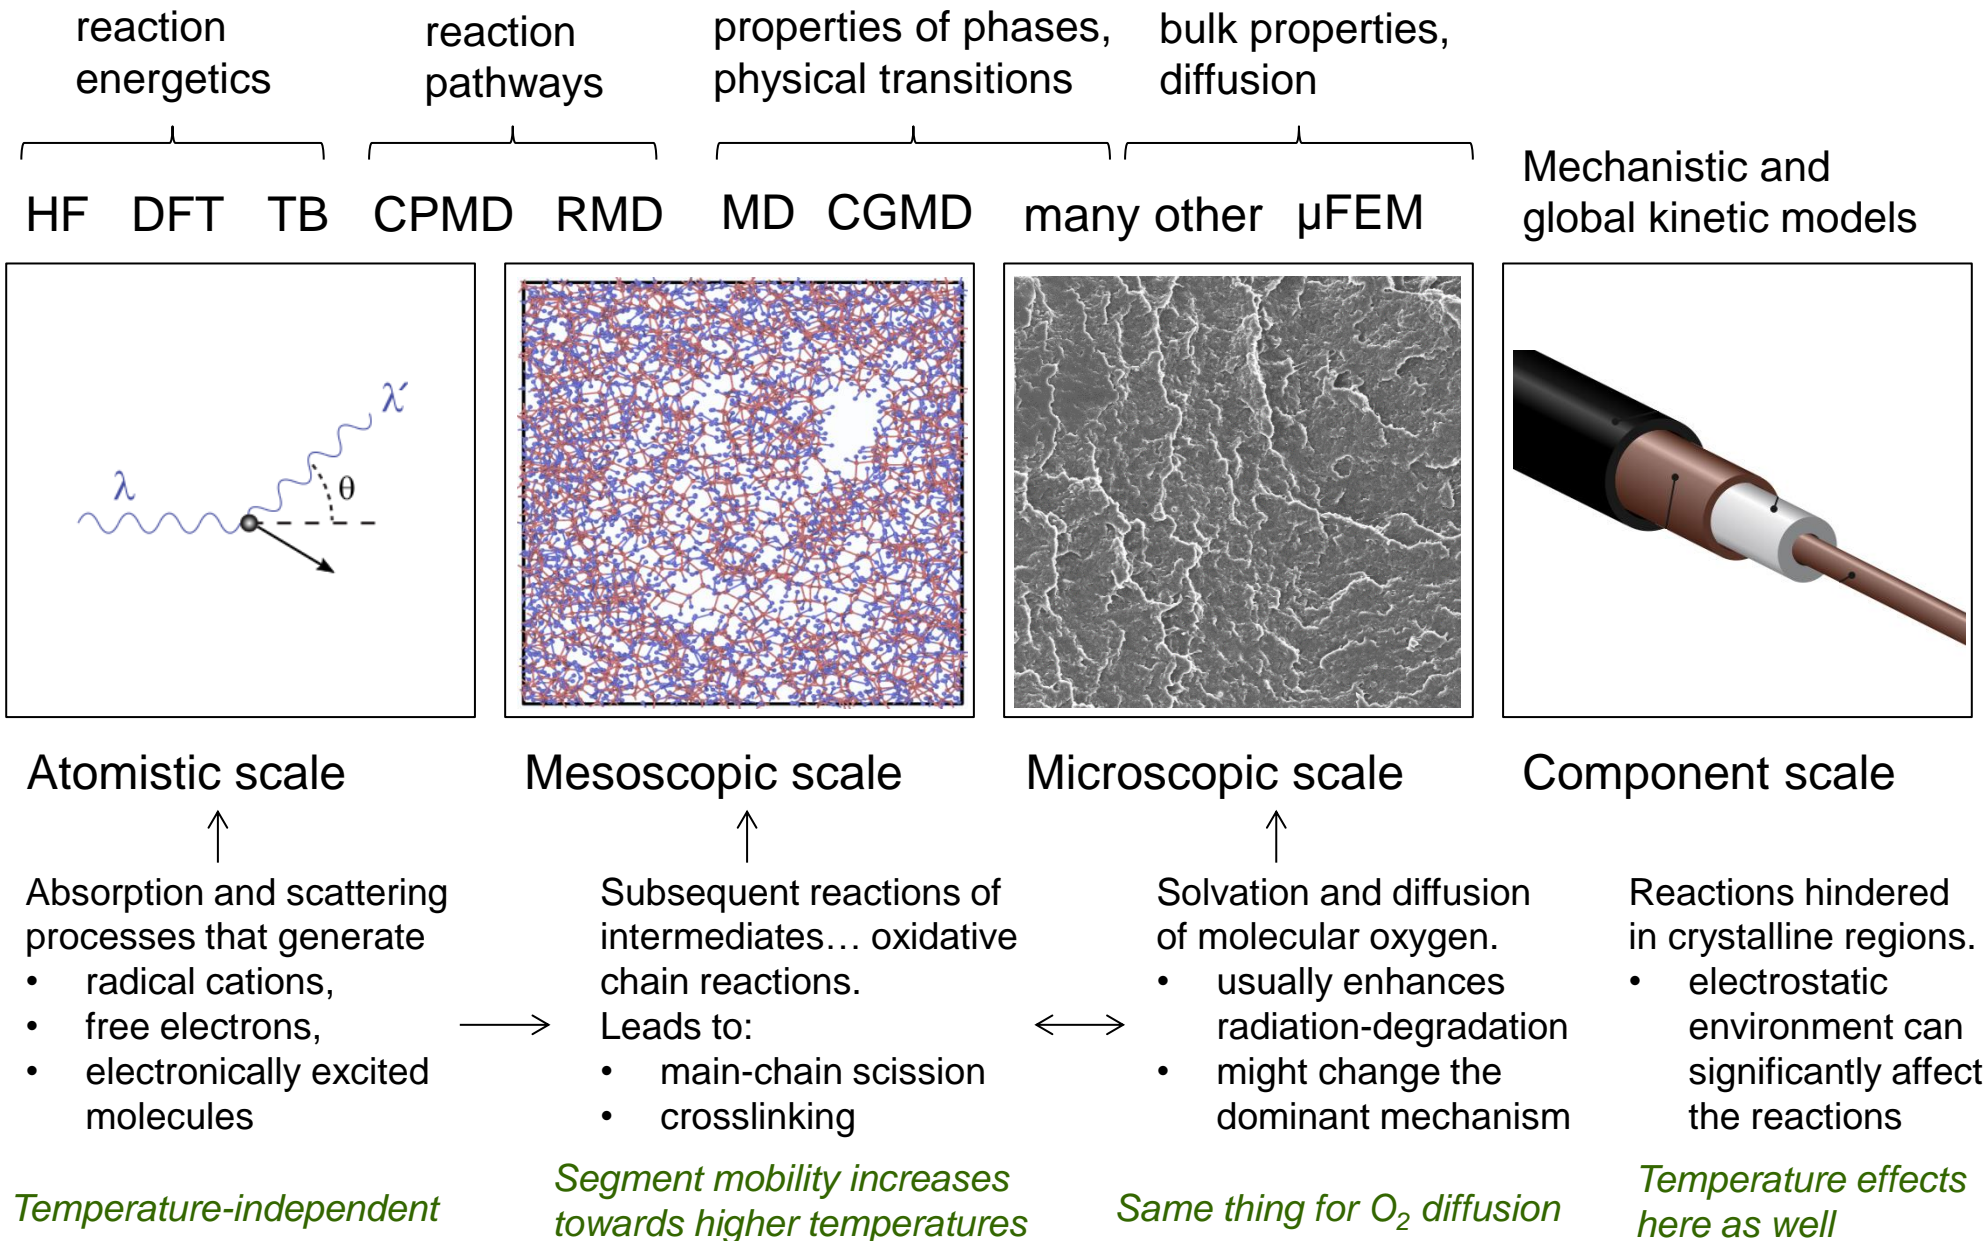 reaction
energetics
reaction
pathways
properties of phases,
physical transitions
bulk properties,
diffusion
HF DFT TB CPMD RMD MD CGMD many other µFEM
Mechanistic and
global kinetic models
λ
λ′
θ
Atomistic scale
Mesoscopic scale
Microscopic scale
Component scale
Absorption and scattering
processes that generate
• radical cations,
• free electrons,
• electronically excited
molecules
Subsequent reactions of
intermediates… oxidative
chain reactions.
Leads to:
• main-chain scission
• crosslinking
Solvation and diffusion
of molecular oxygen.
• usually enhances
radiation-degradation
• might change the
dominant mechanism
Reactions hindered
in crystalline regions.
• electrostatic
environment can
significantly affect
the reactions
Temperature-independent
Segment mobility increases
towards higher temperatures
Same thing for O₂ diffusion
Temperature effects
here as well